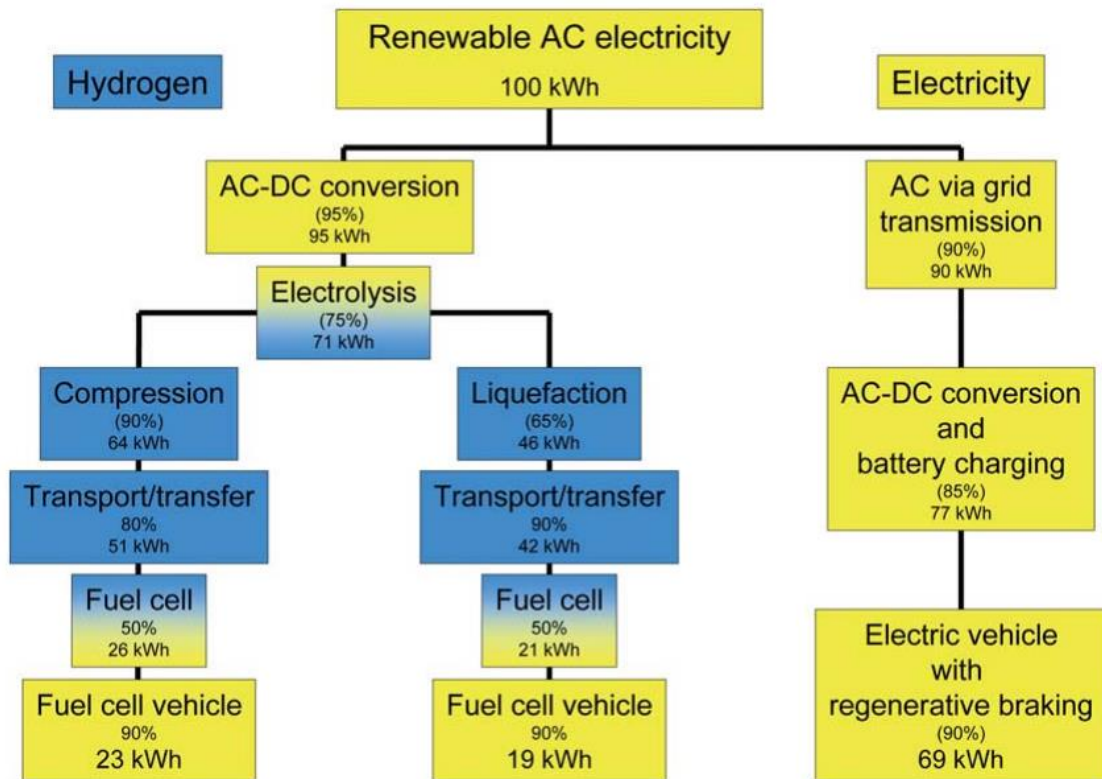 Renewable AC electricity
100 kWh
Hydrogen
Electricity
AC-DC conversion
(95%)
95 kWh
AC via grid
transmission
(90%)
90 kWh
Electrolysis
(75%)
71 kWh
Compression
(90%)
64 kWh
Liquefaction
(65%)
46 kWh
AC-DC conversion
and
battery charging
(85%)
77 kWh
Transport/transfer
80%
51 kWh
Transport/transfer
90%
42 kWh
Fuel cell
50%
26 kWh
Fuel cell
50%
21 kWh
Electric vehicle
with
regenerative braking
(90%)
69 kWh
Fuel cell vehicle
90%
23 kWh
Fuel cell vehicle
90%
19 kWh